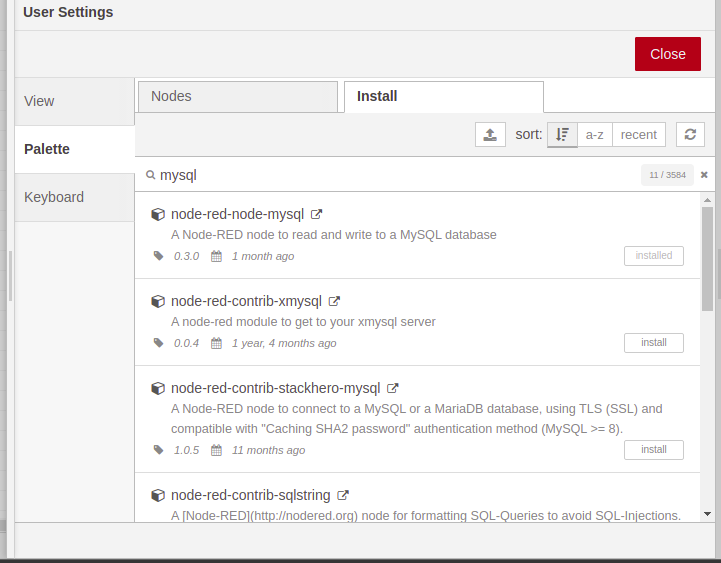 User Settings
Close
View
Palette
Keyboard
Nodes
Install
sort: a-z recent
mysql
11 / 3584
node-red-node-mysql
A Node-RED node to read and write to a MySQL database
0.3.0 1 month ago
installed
node-red-contrib-xmysql
A node-red module to get to your xmysql server
0.0.4 1 year, 4 months ago
install
node-red-contrib-stackhero-mysql
A Node-RED node to connect to a MySQL or a MariaDB database, using TLS (SSL) and
compatible with "Caching SHA2 password" authentication method (MySQL >= 8).
1.0.5 11 months ago
install
node-red-contrib-sqlstring
A [Node-RED](http://nodered.org) node for formatting SQL-Queries to avoid SQL-Injections.